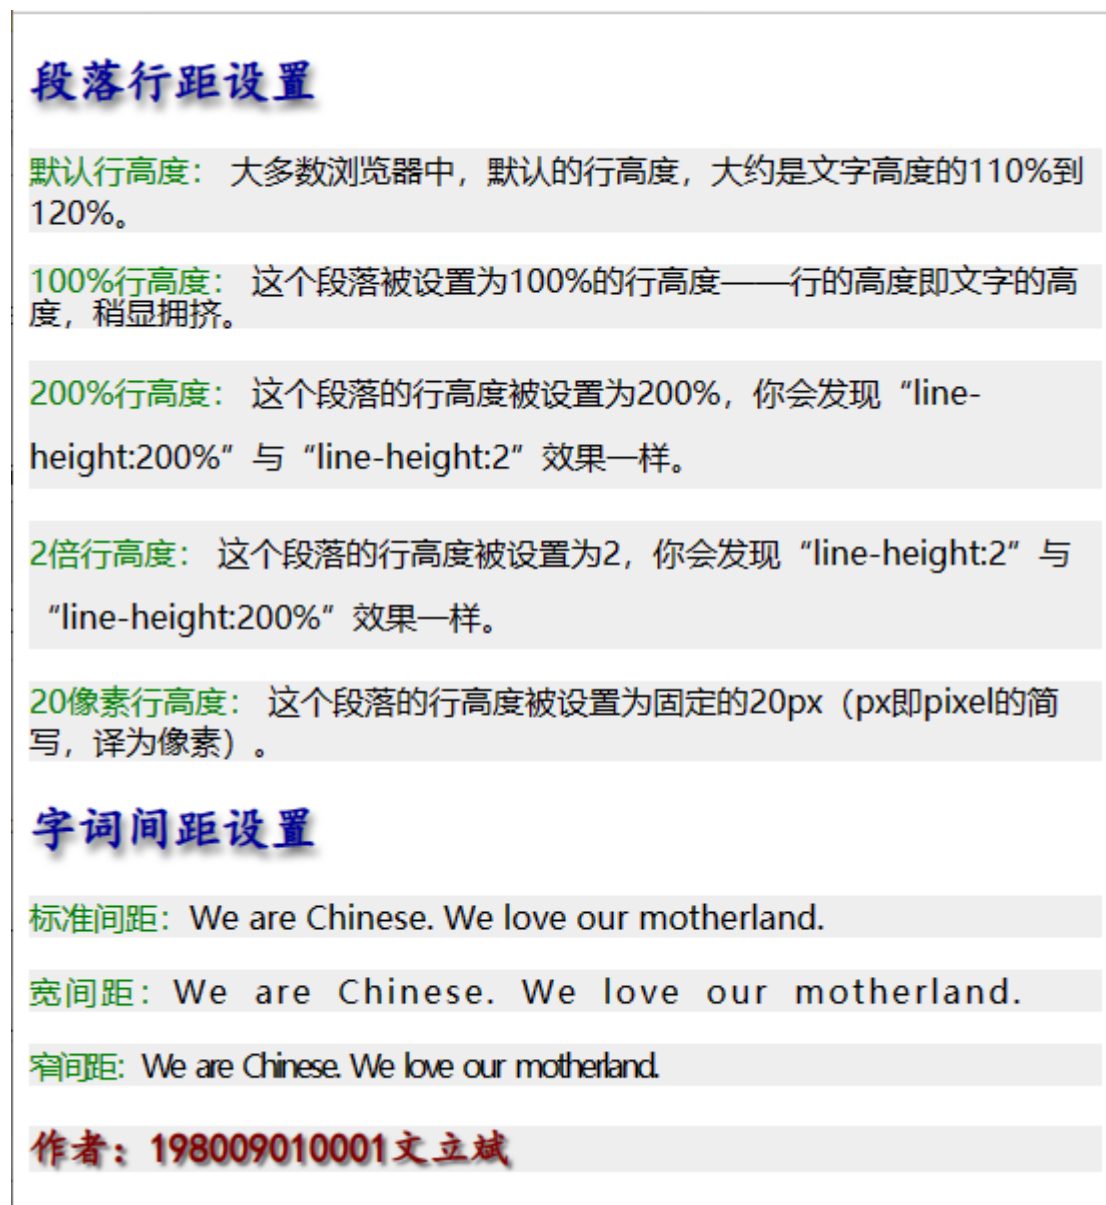 段落行距设置
默认行高度： 大多数浏览器中，默认的行高度，大约是文字高度的110%到
120%。
100%行高度： 这个段落被设置为100%的行高度——行的高度即文字的高
度，稍显拥挤。
200%行高度： 这个段落的行高度被设置为200%，你会发现“line-
height:200%”与“line-height:2”效果一样。
2倍行高度： 这个段落的行高度被设置为2，你会发现“line-height:2”与
“line-height:200%”效果一样。
20像素行高度： 这个段落的行高度被设置为固定的20px（px即pixel的简
写，译为像素）。
字词间距设置
标准间距：We are Chinese. We love our motherland.
宽间距：We are Chinese. We love our motherland.
窄间距：We are Chinese. We love our motherland.
作者：198009010001文立斌